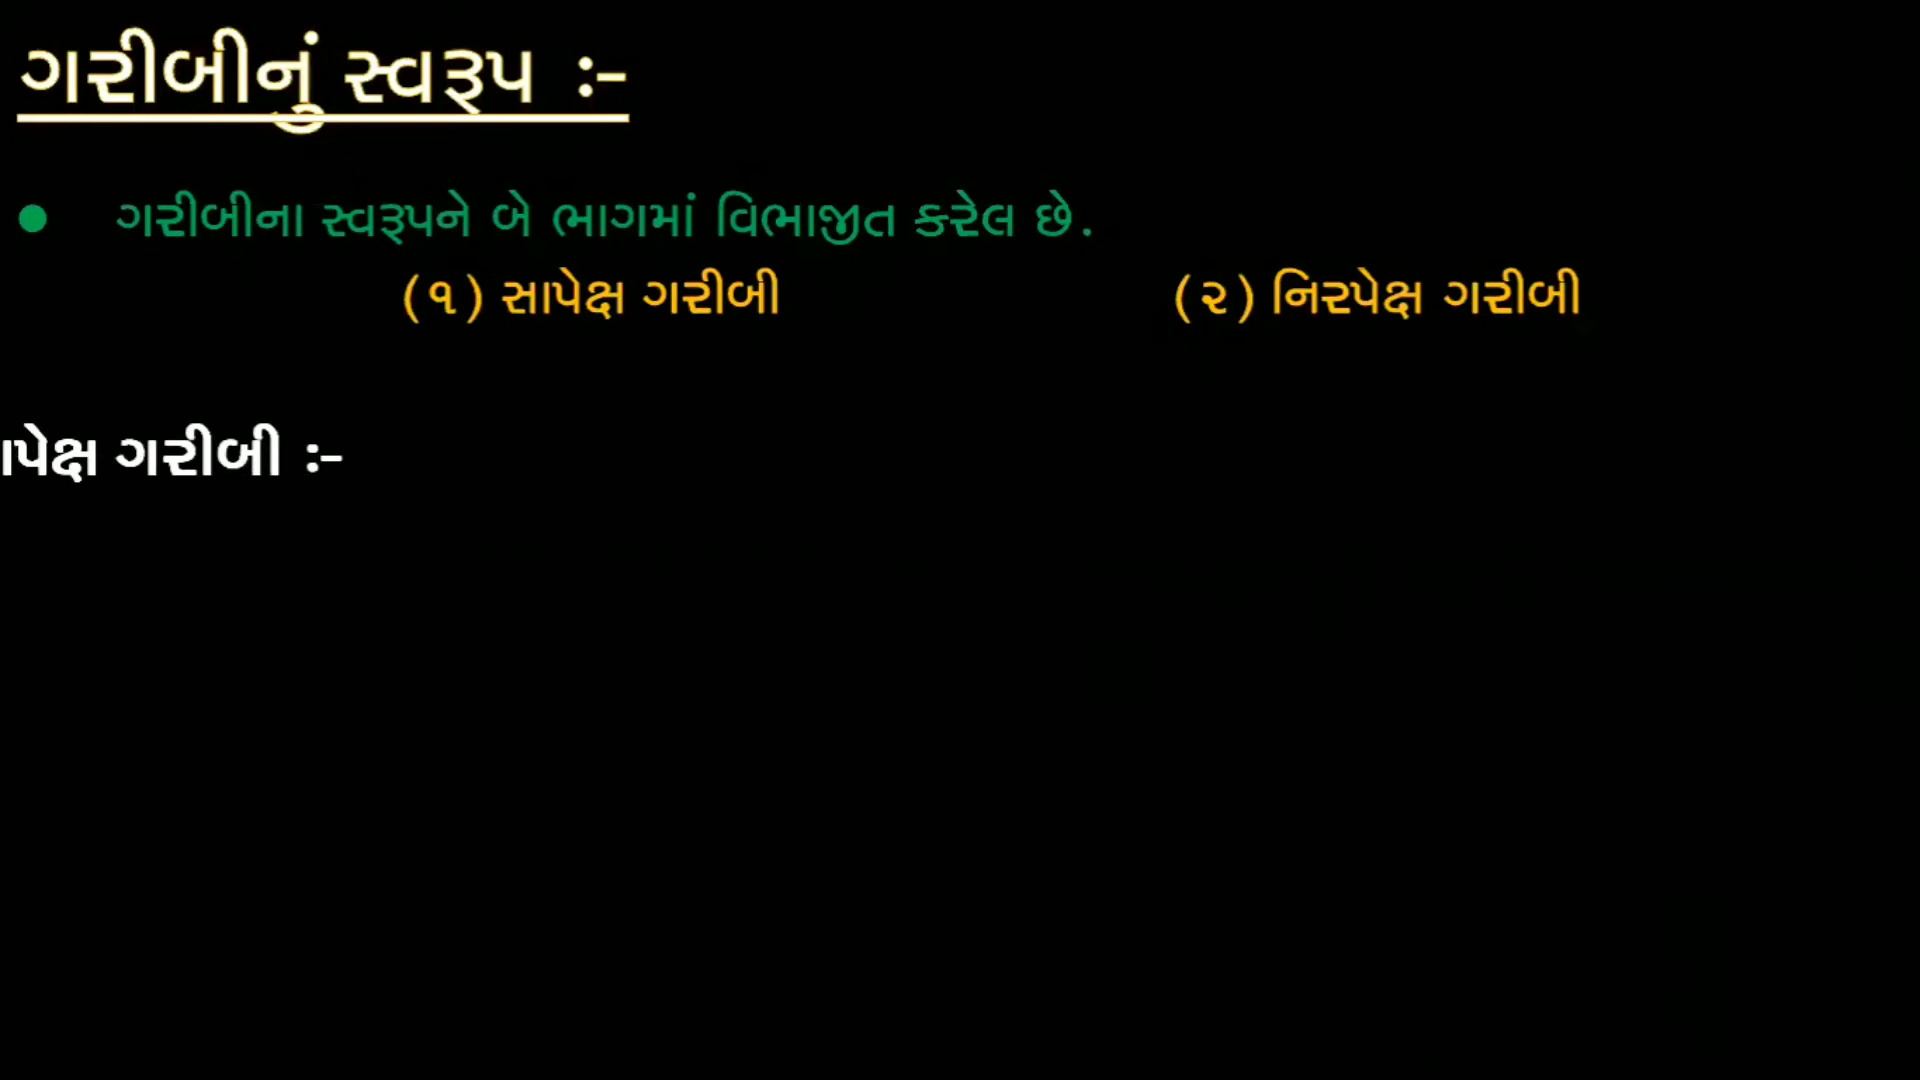 ગરીબીનું સ્વરૂપ :-
● ગરીબીના સ્વરૂપને બે ભાગમાં વિભાજીત કરેલ છે.
(૧) સાપેક્ષ ગરીબી (૨) નિરપેક્ષ ગરીબી
ાપેક્ષ ગરીબી :-